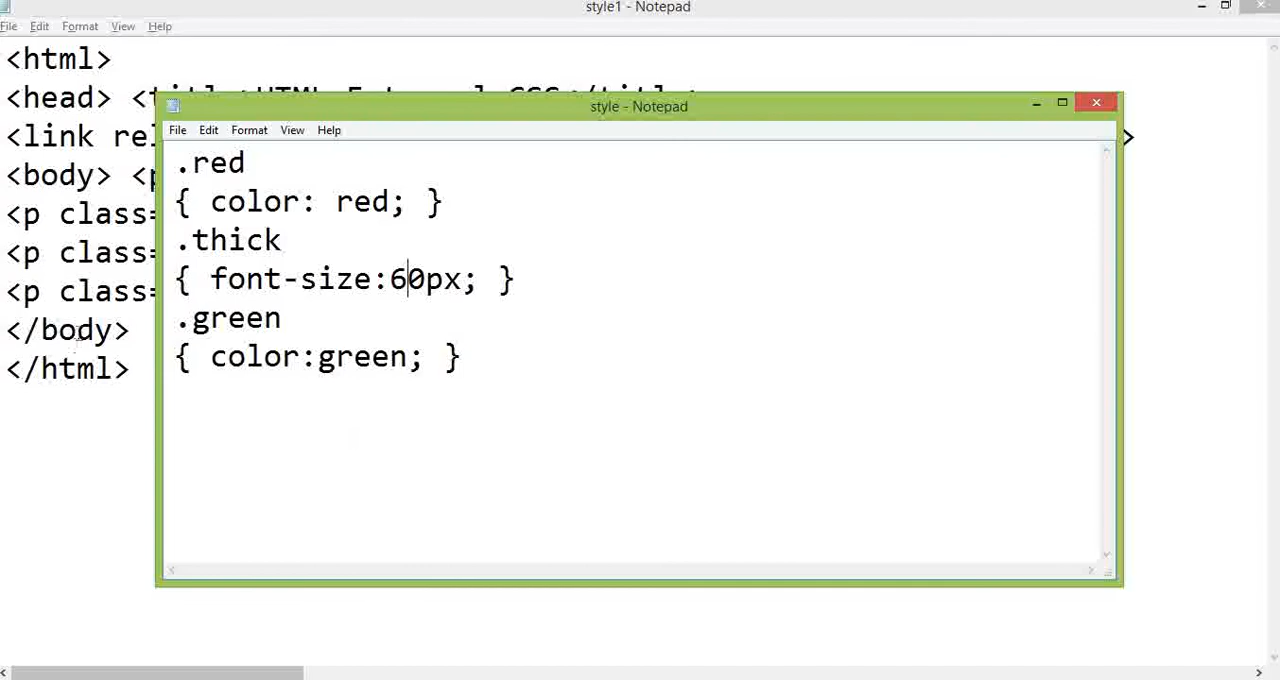 style1 - Notepad
File Edit Format View Help
<html>
<head>
<link
<body>
<p class=
<p class=
<p class=
</body>
</html>
style - Notepad
File Edit Format View Help
.red
{ color: red; }
.thick
{ font-size:60px; }
.green
{ color:green; }